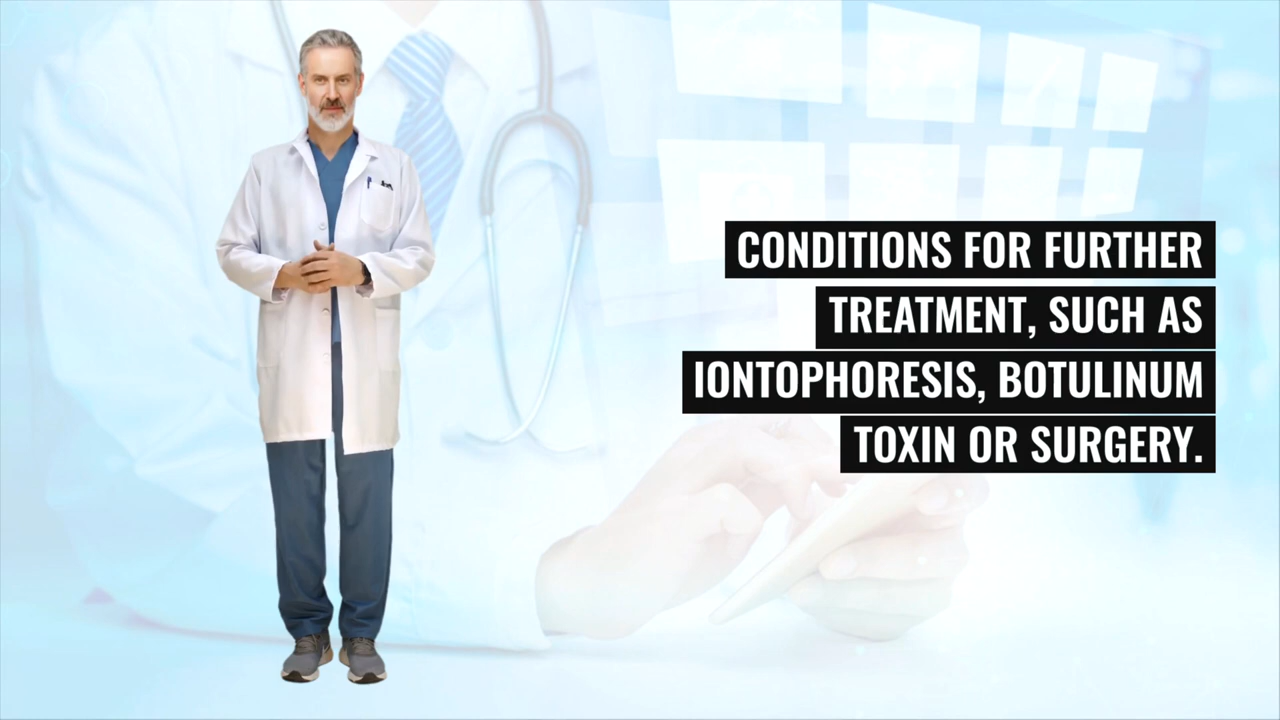 CONDITIONS FOR FURTHER
TREATMENT, SUCH AS
IONTOPHORESIS, BOTULINUM
TOXIN OR SURGERY.